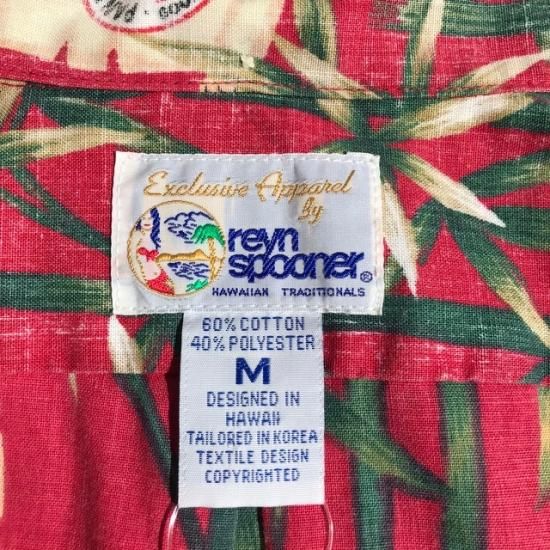 Exclusive Apparel
By
reyn
spooner®
HAWAIIAN TRADITIONALS
60% COTTON
40% POLYESTER
M
DESIGNED IN
HAWAII
TAILORED IN KOREA
TEXTILE DESIGN
COPYRIGHTED